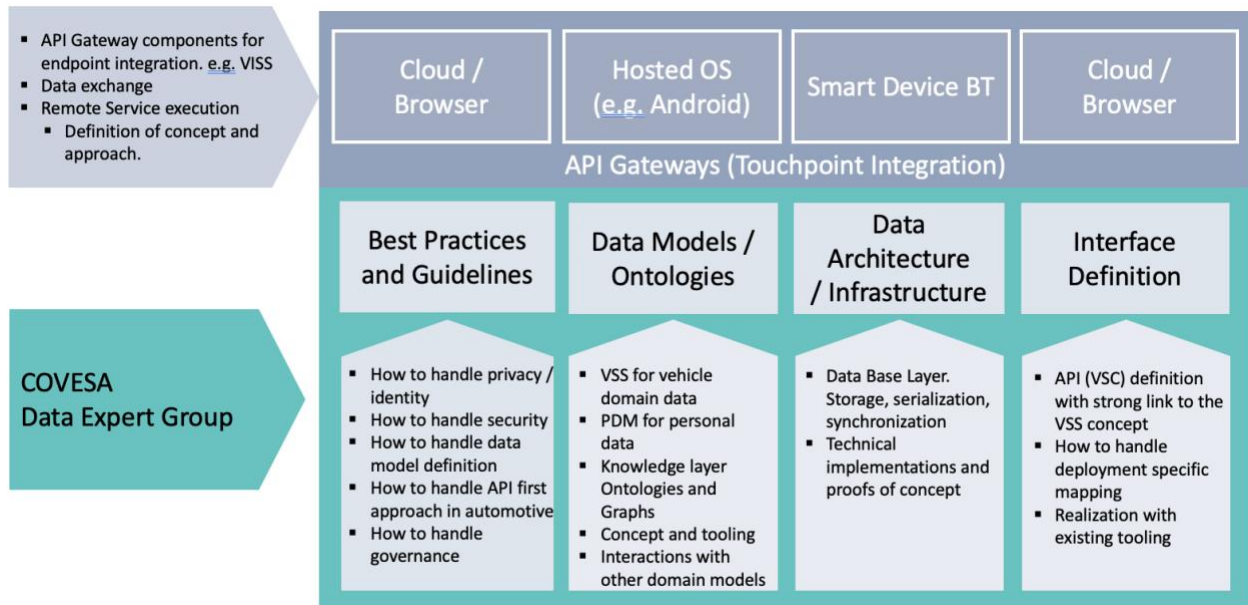 ▪ API Gateway components for
endpoint integration. e.g. VISS
▪ Data exchange
▪ Remote Service execution
▪ Definition of concept and
approach.
Cloud /
Browser
Hosted OS
(e.g. Android)
Smart Device BT
Cloud /
Browser
API Gateways (Touchpoint Integration)
COVESA
Data Expert Group
Best Practices
and Guidelines
Data Models /
Ontologies
Data
Architecture
/ Infrastructure
Interface
Definition
▪ How to handle privacy /
identity
▪ How to handle security
▪ How to handle data
model definition
▪ How to handle API first
approach in automotive
▪ How to handle
governance
▪ VSS for vehicle
domain data
▪ PDM for personal
data
▪ Knowledge layer
Ontologies and
Graphs
▪ Concept and tooling
▪ Interactions with
other domain models
▪ Data Base Layer.
Storage, serialization,
synchronization
▪ Technical
implementations and
proofs of concept
▪ API (VSC) definition
with strong link to the
VSS concept
▪ How to handle
deployment specific
mapping
▪ Realization with
existing tooling